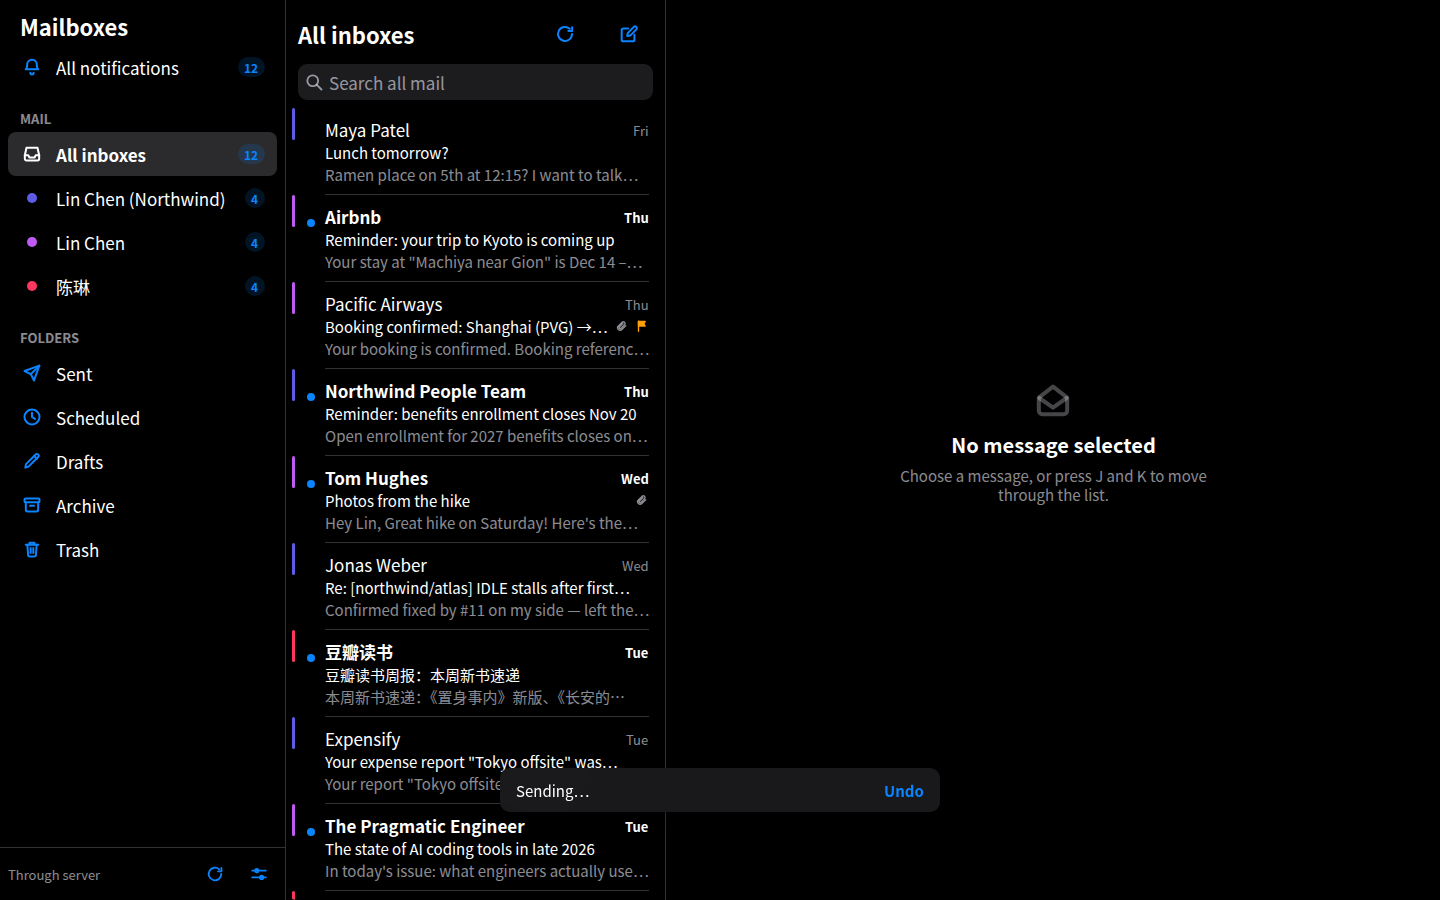 Mailboxes
All notifications 12
MAIL
All inboxes 12
Lin Chen (Northwind) 4
Lin Chen 4
陈琳 4
FOLDERS
Sent
Scheduled
Drafts
Archive
Trash
Through server
All inboxes
Search all mail
Maya Patel Fri
Lunch tomorrow?
Ramen place on 5th at 12:15? I want to talk…
Airbnb Thu
Reminder: your trip to Kyoto is coming up
Your stay at "Machiya near Gion" is Dec 14 –…
Pacific Airways Thu
Booking confirmed: Shanghai (PVG) →…
Your booking is confirmed. Booking referenc…
Northwind People Team Thu
Reminder: benefits enrollment closes Nov 20
Open enrollment for 2027 benefits closes on…
Tom Hughes Wed
Photos from the hike
Hey Lin, Great hike on Saturday! Here's the…
Jonas Weber Wed
Re: [northwind/atlas] IDLE stalls after first…
Confirmed fixed by #11 on my side — left the…
豆瓣读书 Tue
豆瓣读书周报：本周新书速递
本周新书速递：《置身事内》新版、《长安的…
Expensify Tue
Your expense report "Tokyo offsite" was…
Your report "Tokyo offsite
The Pragmatic Engineer Tue
The state of AI coding tools in late 2026
In today's issue: what engineers actually use…
No message selected
Choose a message, or press J and K to move
through the list.
Sending… Undo